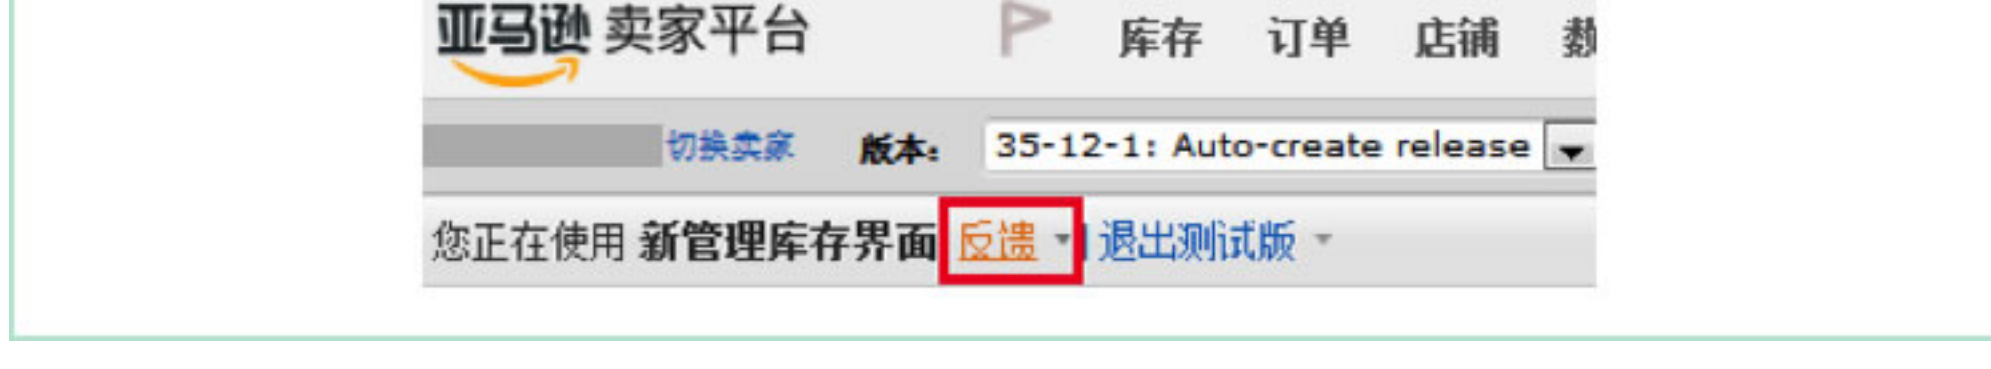 亚马逊 卖家平台 库存 订单 店铺
切换卖家 版本: 35-12-1: Auto-create release
您正在使用 新管理库存界面 反馈 | 退出测试版